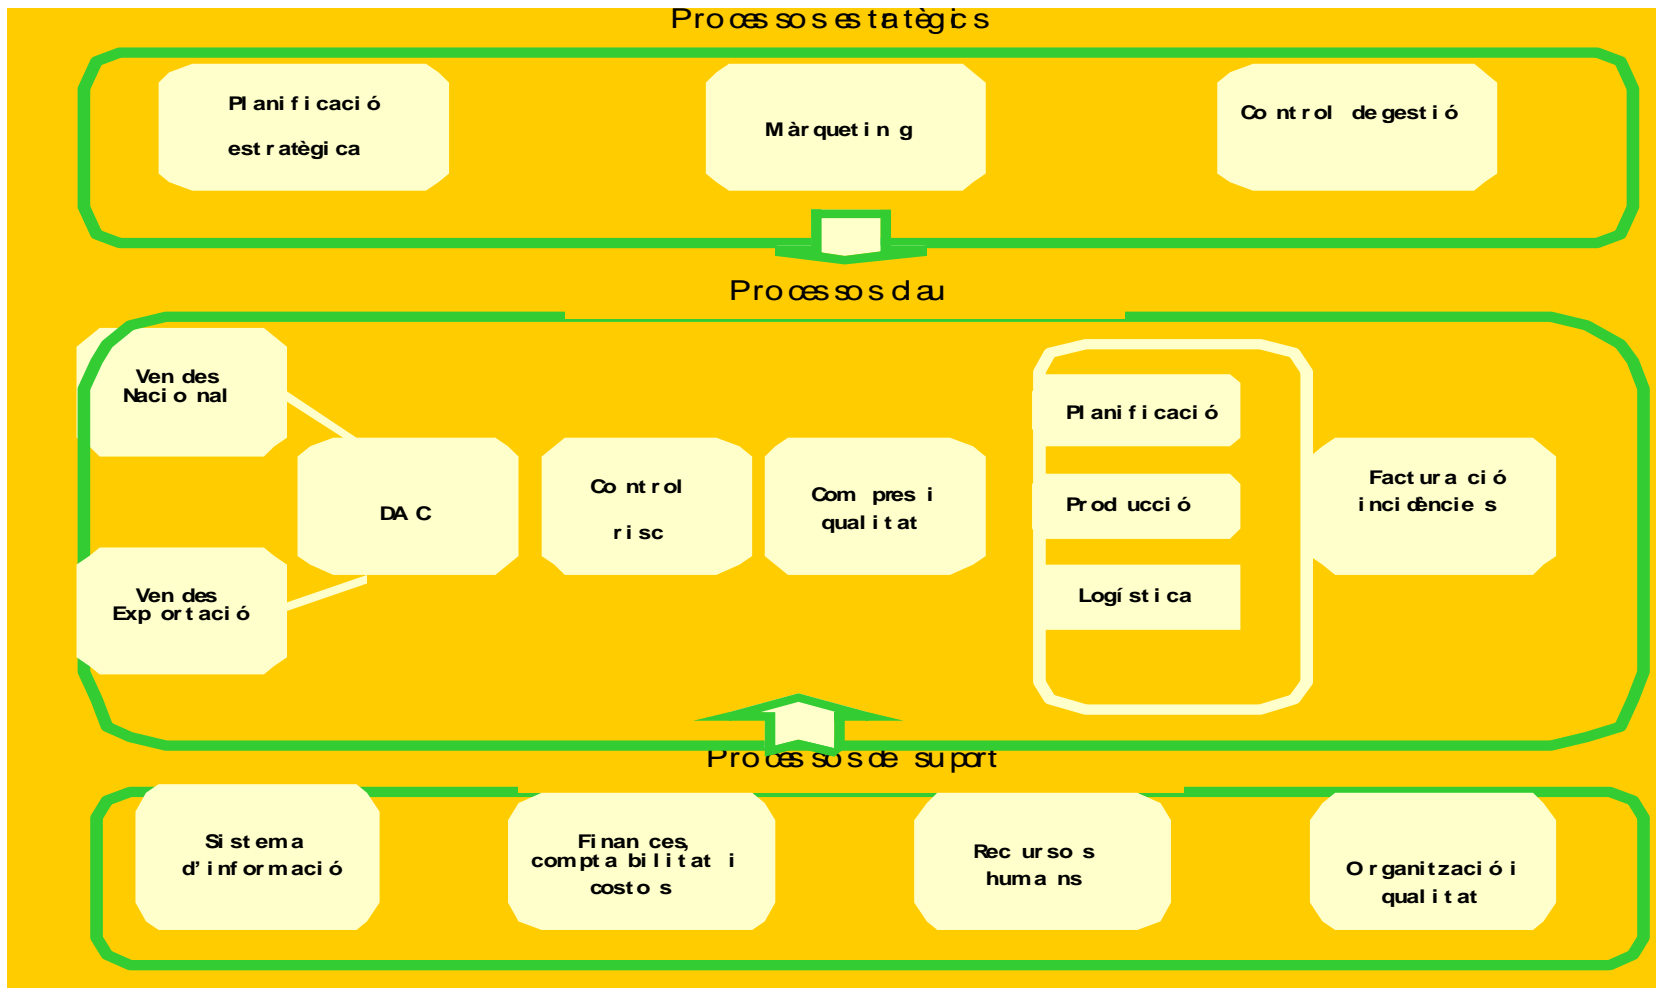 Processos estratègics
Planificació
estratègica
Màrqueting
Control de gestió
Processos clau
Vendes
Nacional
DAC
Control
risc
Compres i
qualitat
Planificació
Producció
Logística
Facturació
incidències
Vendes
Exportació
Processos de suport
Sistema
d’informació
Finances,
comptabilitat i
costos
Recursos
humans
Organització i
qualitat